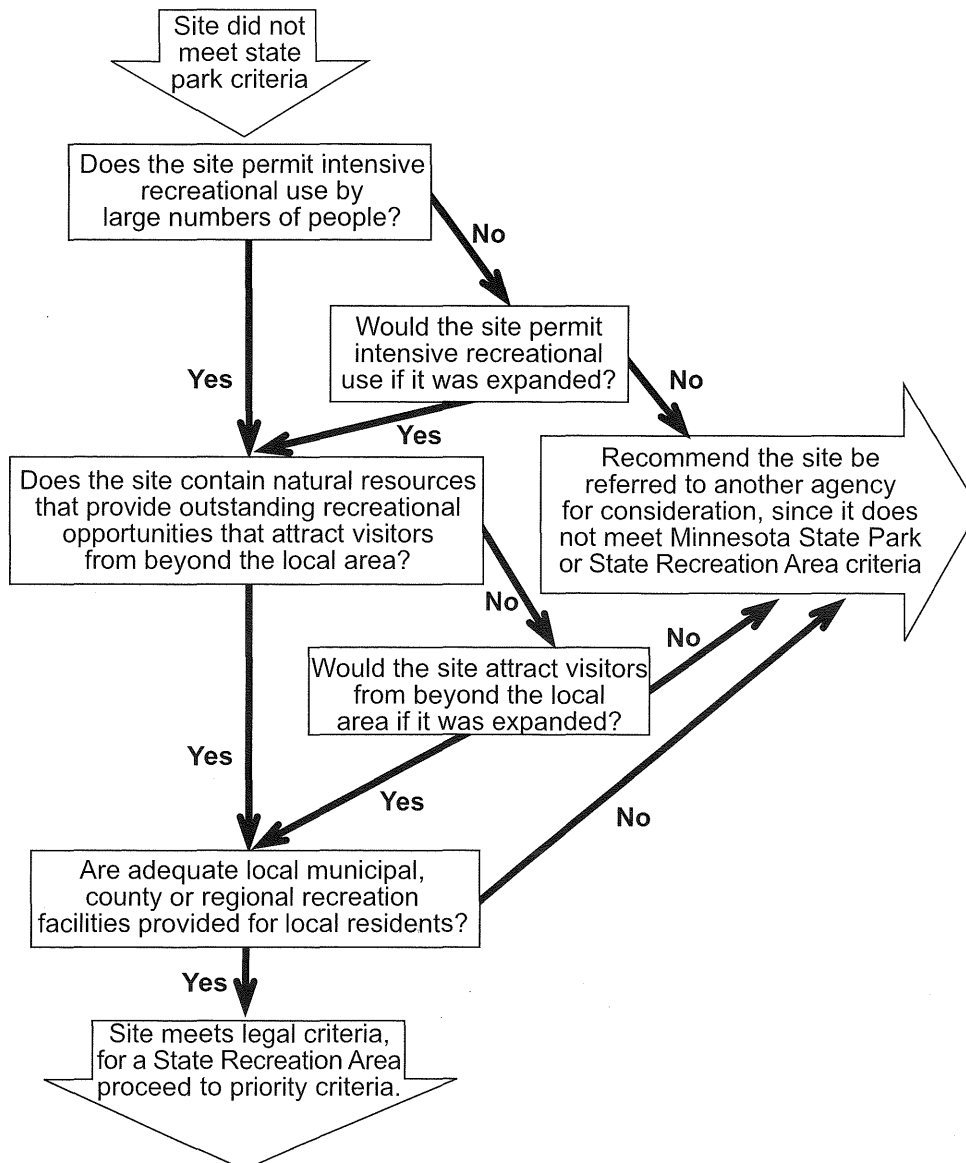 Site did not
meet state
park criteria
Does the site permit intensive
recreational use by
large numbers of people?
No
Would the site permit
intensive recreational
use if it was expanded?
Yes
No
Yes
Recommend the site be
referred to another agency
for consideration, since it does
not meet Minnesota State Park
or State Recreation Area criteria
Does the site contain natural resources
that provide outstanding recreational
opportunities that attract visitors
from beyond the local area?
No
No
Would the site attract visitors
from beyond the local
area if it was expanded?
Yes
Yes
No
Are adequate local municipal,
county or regional recreation
facilities provided for local residents?
Yes
Site meets legal criteria,
for a State Recreation Area
proceed to priority criteria.